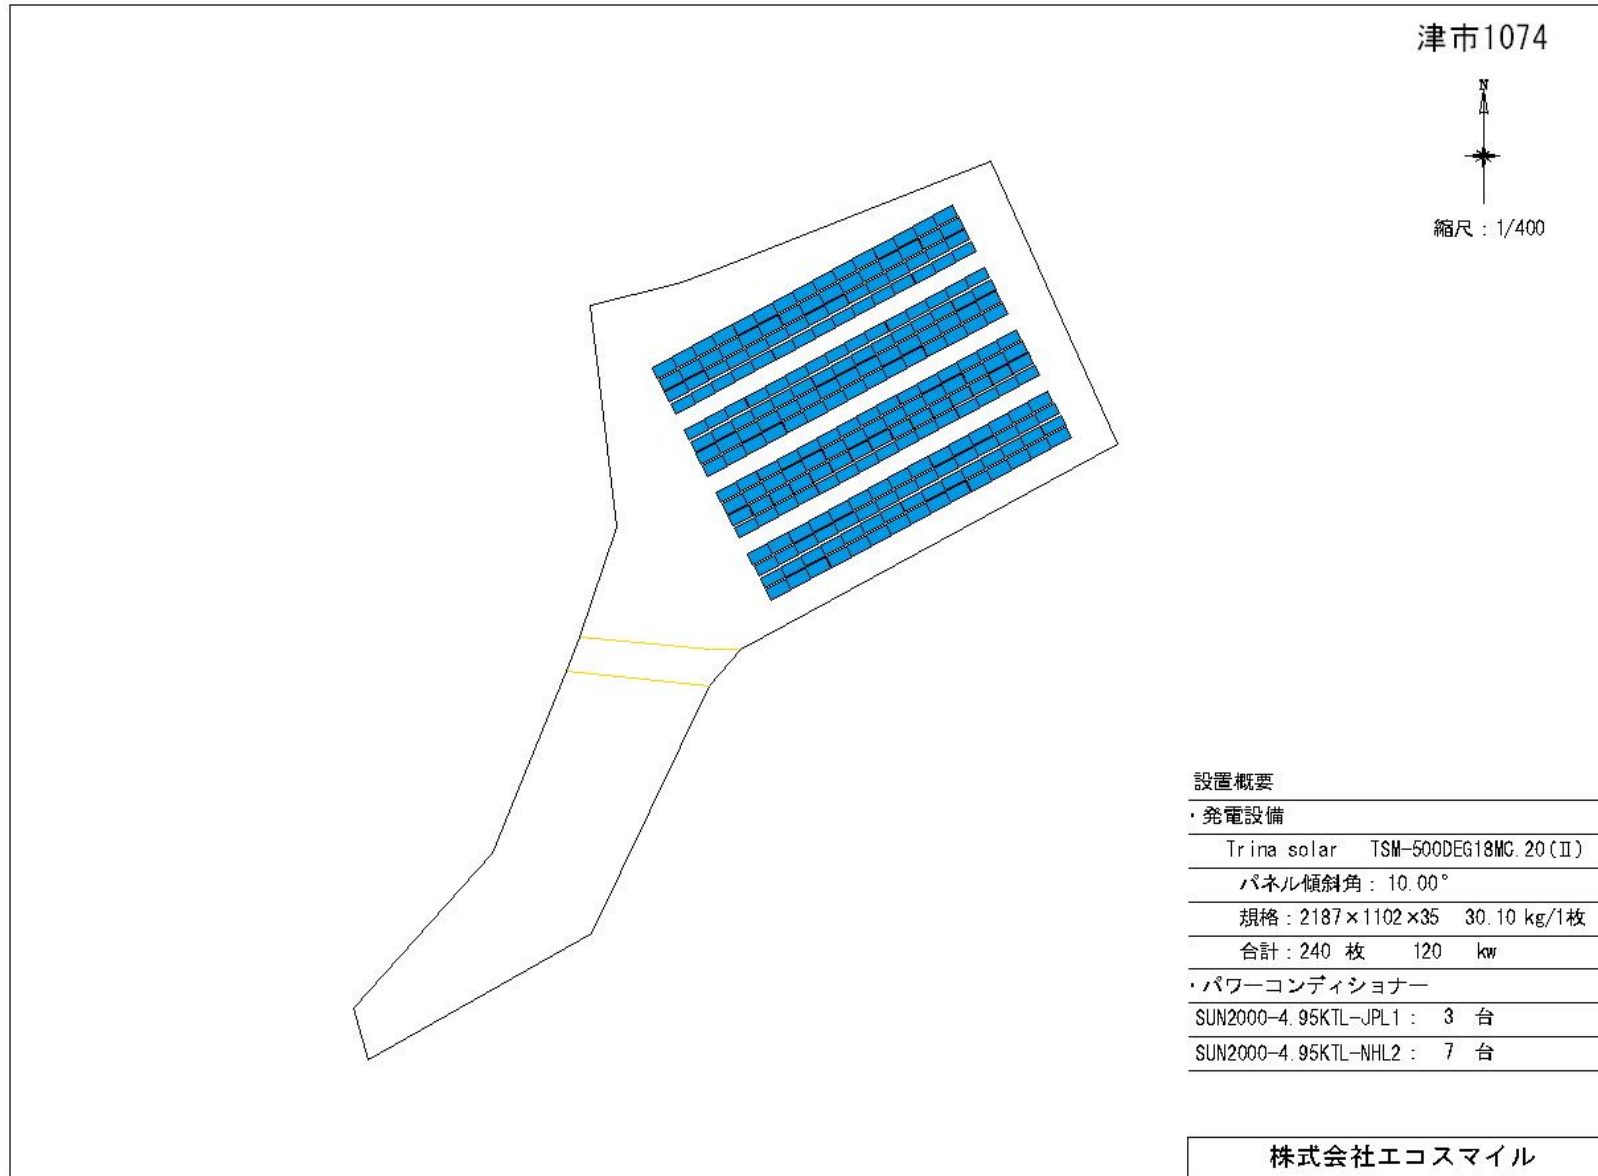 津市1074
N
縮尺：1/400
設置概要
・発電設備
Trina solar TSM-500DEG18MC.20(Ⅱ)
パネル傾斜角：10.00°
規格：2187×1102×35 30.10 kg/1枚
合計：240 枚 120 kw
・パワーコンディショナー
SUN2000-4.95KTL-JPL1： 3 台
SUN2000-4.95KTL-NHL2： 7 台
株式会社エコスマイル